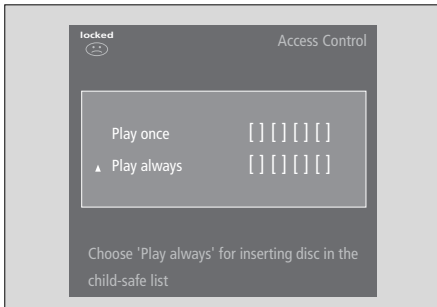 locked
Access Control
Play once [ ] [ ] [ ] [ ]
▲ Play always [ ] [ ] [ ] [ ]
Choose 'Play always' for inserting disc in the
child-safe list